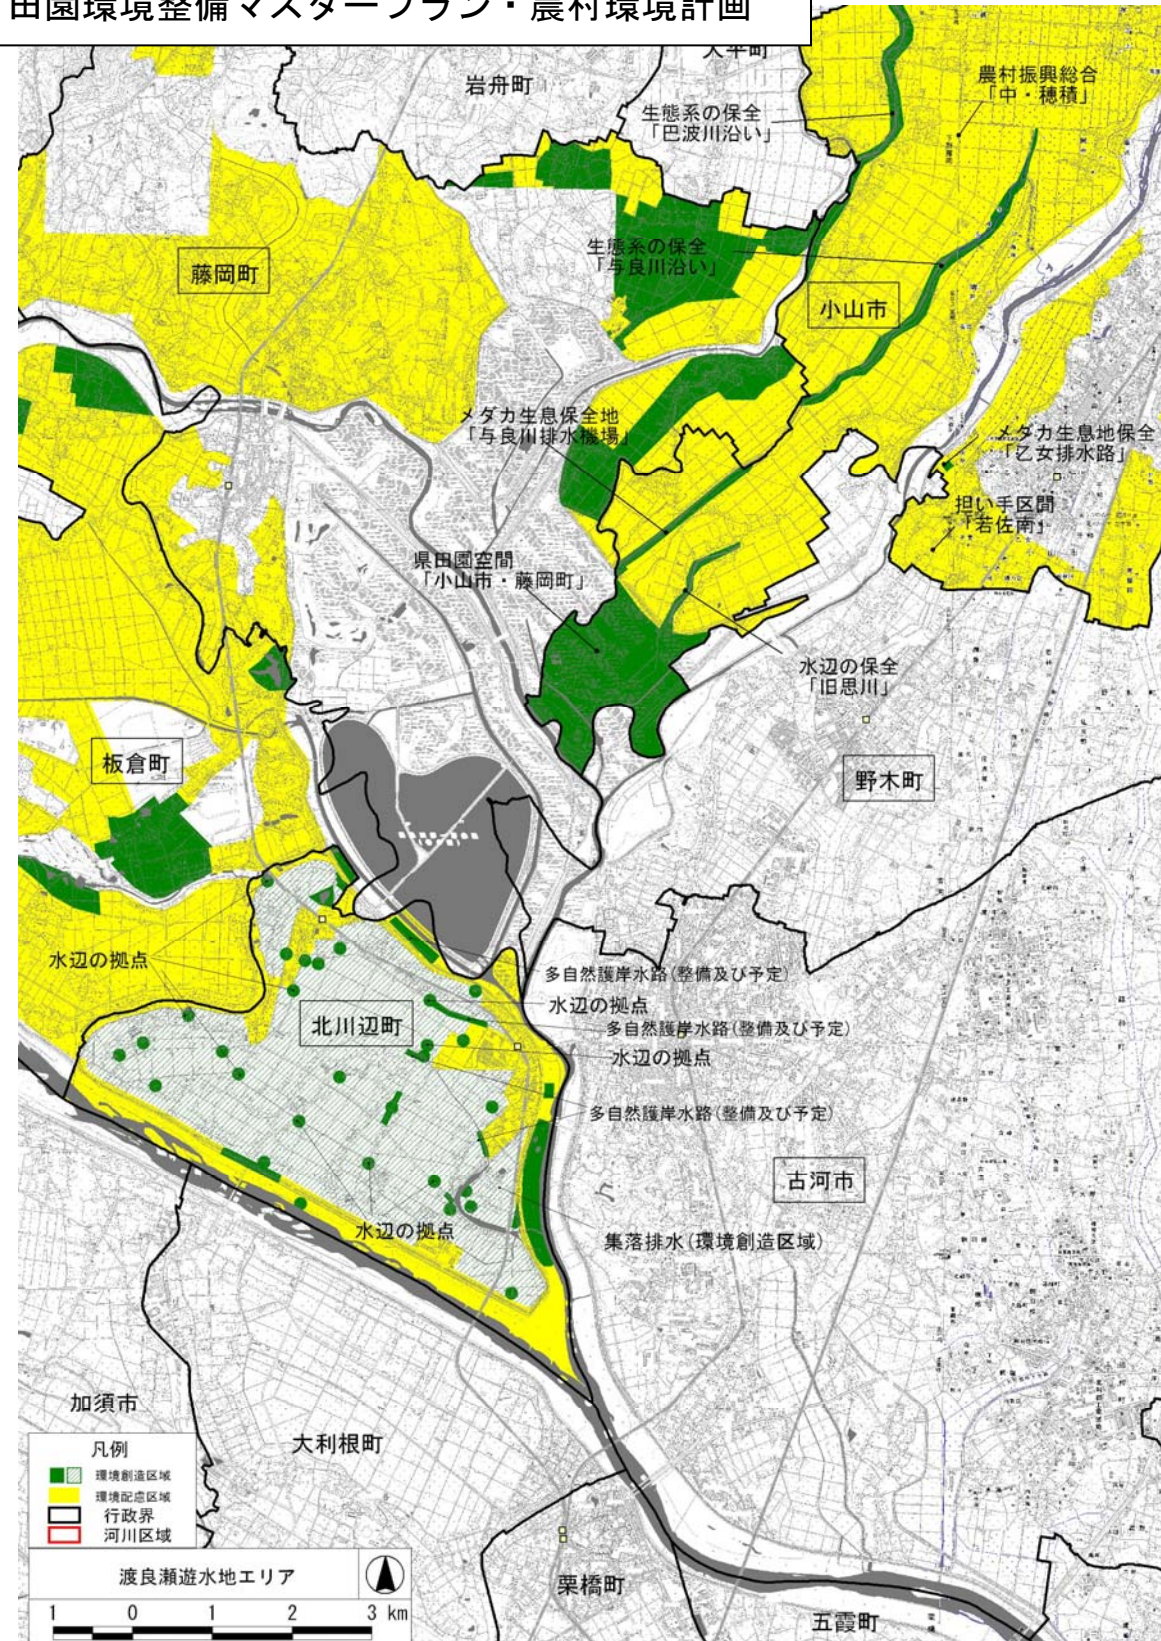 田園環境整備マスタープラン・農村環境計画
大平町
岩舟町
農村振興総合
「中・穂積」
生態系の保全
「巴波川沿い」
生態系の保全
「与良川沿い」
藤岡町
小山市
メダカ生息保全地
「与良川排水機場」
メダカ生息地保全
「乙女排水路」
担い手区間
「若佐南」
県田園空間
「小山市・藤岡町」
水辺の保全
「旧思川」
板倉町
野木町
水辺の拠点
多自然護岸水路(整備及び予定)
水辺の拠点
北川辺町
多自然護岸水路(整備及び予定)
水辺の拠点
多自然護岸水路(整備及び予定)
古河市
水辺の拠点
集落排水(環境創造区域)
加須市
大利根町
凡例
環境創造区域
環境配慮区域
行政界
河川区域
渡良瀬遊水地エリア
1 0 1 2 3 km
栗橋町
五霞町